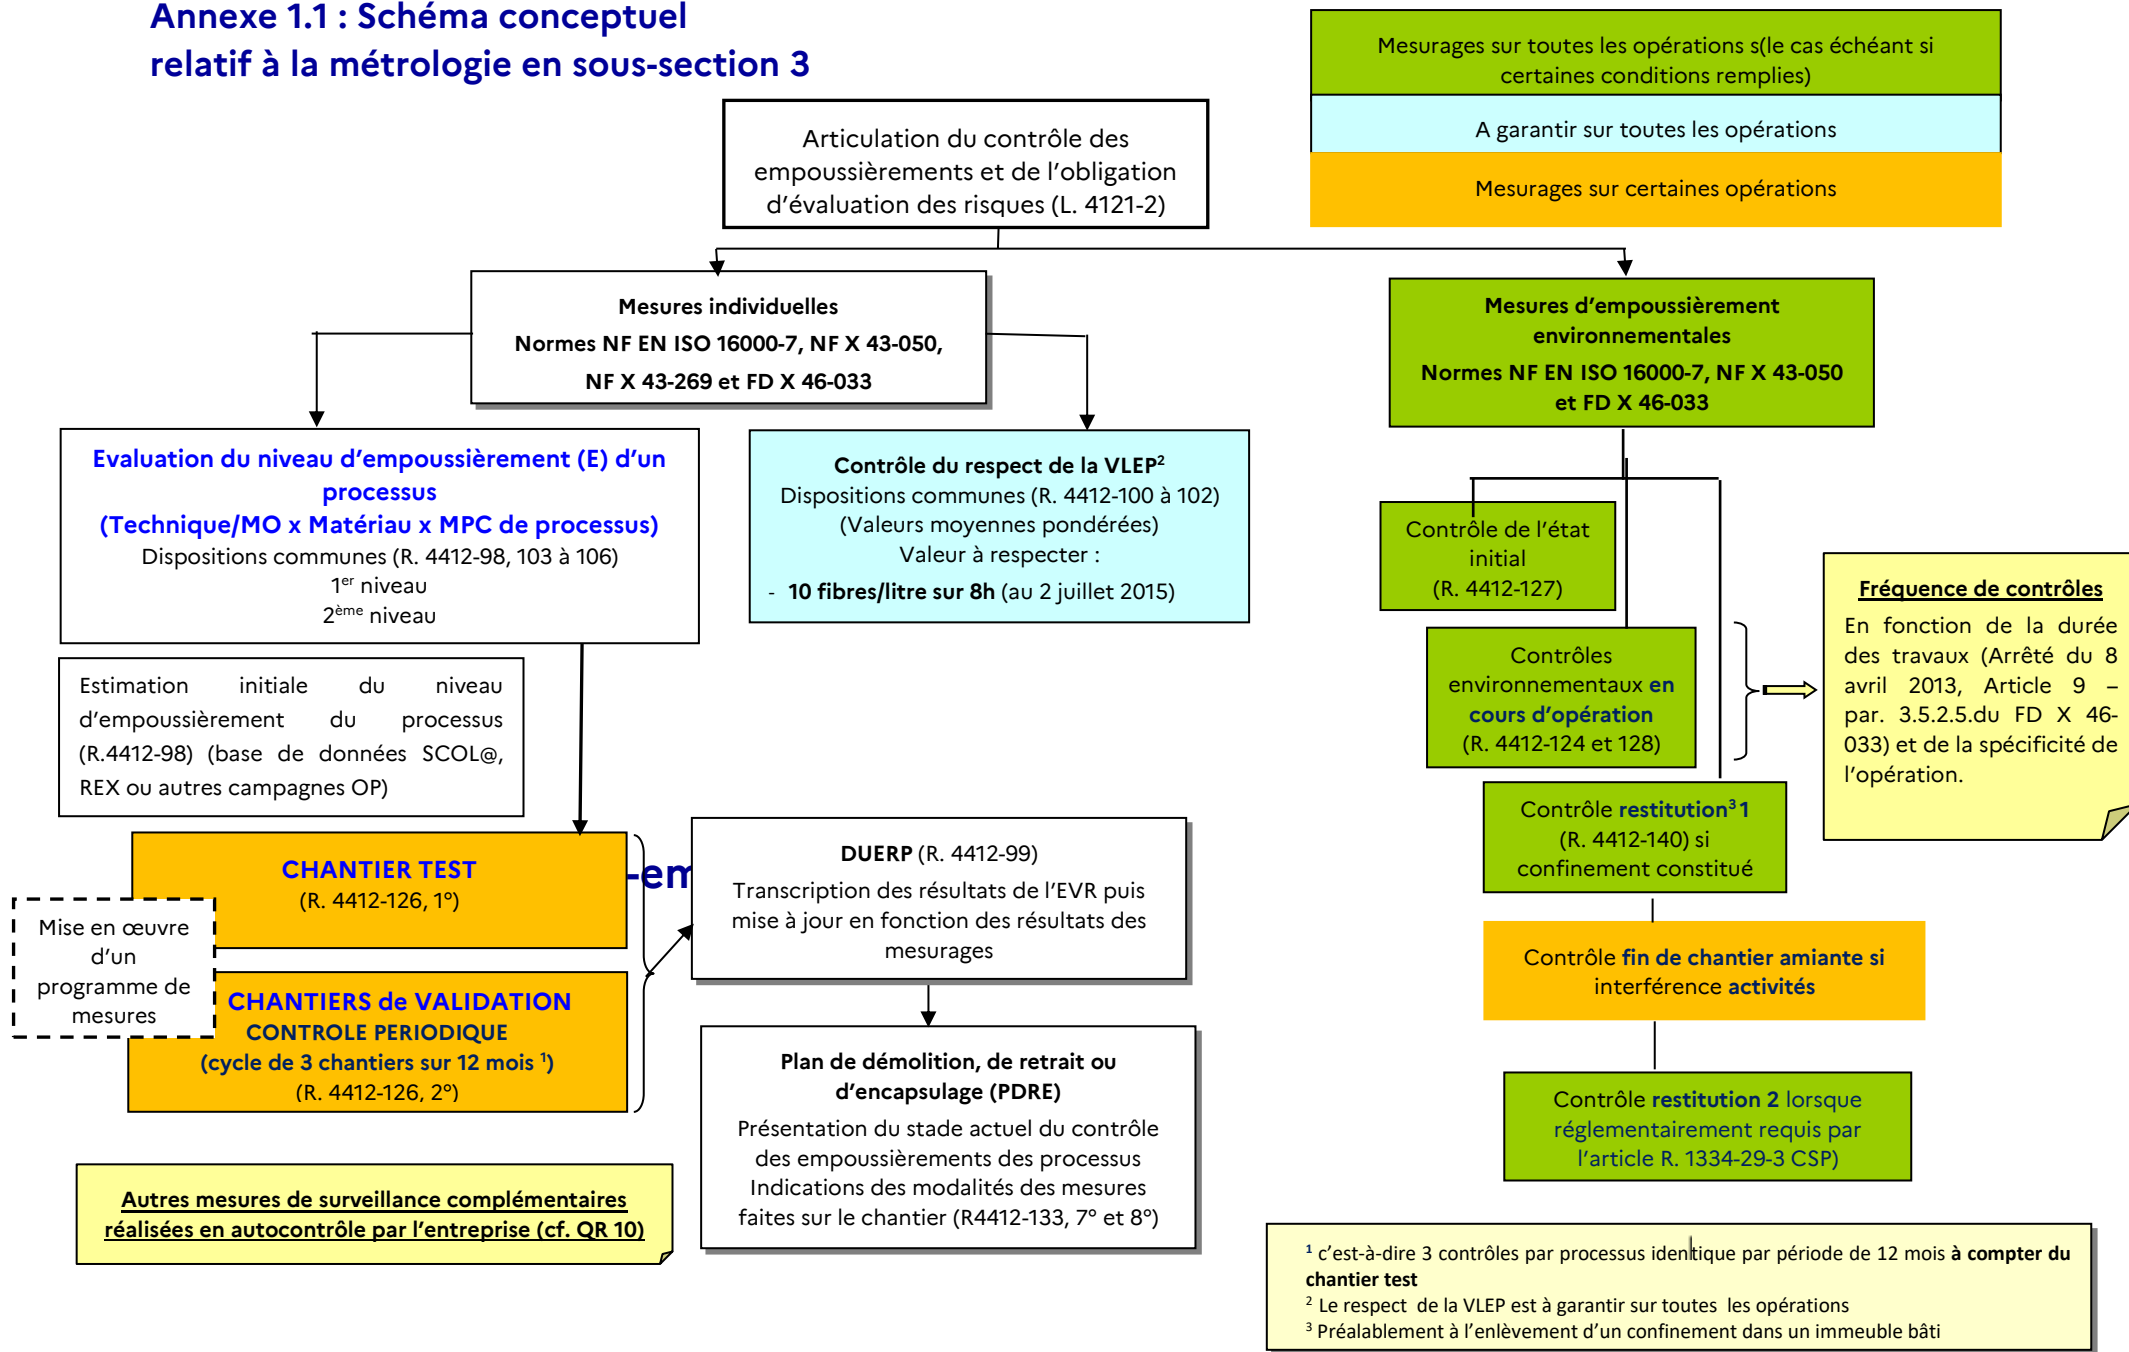 Annexe 1.1 : Schéma conceptuel
relatif à la métrologie en sous-section 3
Mesurages sur toutes les opérations s(le cas échéant si
certaines conditions remplies)
A garantir sur toutes les opérations
Mesurages sur certaines opérations
Articulation du contrôle des
empoussièrements et de l'obligation
d'évaluation des risques (L. 4121-2)
Mesures individuelles
Normes NF EN ISO 16000-7, NF X 43-050,
NF X 43-269 et FD X 46-033
Mesures d'empoussièrement
environnementales
Normes NF EN ISO 16000-7, NF X 43-050
et FD X 46-033
Evaluation du niveau d'empoussièrement (E) d'un
processus
(Technique/MO x Matériau x MPC de processus)
Dispositions communes (R. 4412-98, 103 à 106)
1er niveau
2ème niveau
Contrôle du respect de la VLEP2
Dispositions communes (R. 4412-100 à 102)
(Valeurs moyennes pondérées)
Valeur à respecter :
- 10 fibres/litre sur 8h (au 2 juillet 2015)
Contrôle de l'état
initial
(R. 4412-127)
Contrôles
environnementaux en
cours d'opération
(R. 4412-124 et 128)
Fréquence de contrôles
En fonction de la durée
des travaux (Arrêté du 8
avril 2013, Article 9 –
par. 3.5.2.5.du FD X 46-
033) et de la spécificité de
l'opération.
Estimation initiale du niveau
d'empoussièrement du processus
(R.4412-98) (base de données SCOL@,
REX ou autres campagnes OP)
Contrôle restitution3 1
(R. 4412-140) si
confinement constitué
CHANTIER TEST
(R. 4412-126, 1°)
-em
DUERP (R. 4412-99)
Transcription des résultats de l'EVR puis
mise à jour en fonction des résultats des
mesurages
Mise en œuvre
d'un
programme de
mesures
CHANTIERS de VALIDATION
CONTROLE PERIODIQUE
(cycle de 3 chantiers sur 12 mois 1)
(R. 4412-126, 2°)
Contrôle fin de chantier amiante si
interférence activités
Plan de démolition, de retrait ou
d'encapsulage (PDRE)
Présentation du stade actuel du contrôle
des empoussièrements des processus
Indications des modalités des mesures
faites sur le chantier (R4412-133, 7° et 8°)
Contrôle restitution 2 lorsque
réglementairement requis par
l'article R. 1334-29-3 CSP)
Autres mesures de surveillance complémentaires
réalisées en autocontrôle par l'entreprise (cf. QR 10)
1 c'est-à-dire 3 contrôles par processus identique par période de 12 mois à compter du
chantier test
2 Le respect de la VLEP est à garantir sur toutes les opérations
3 Préalablement à l'enlèvement d'un confinement dans un immeuble bâti